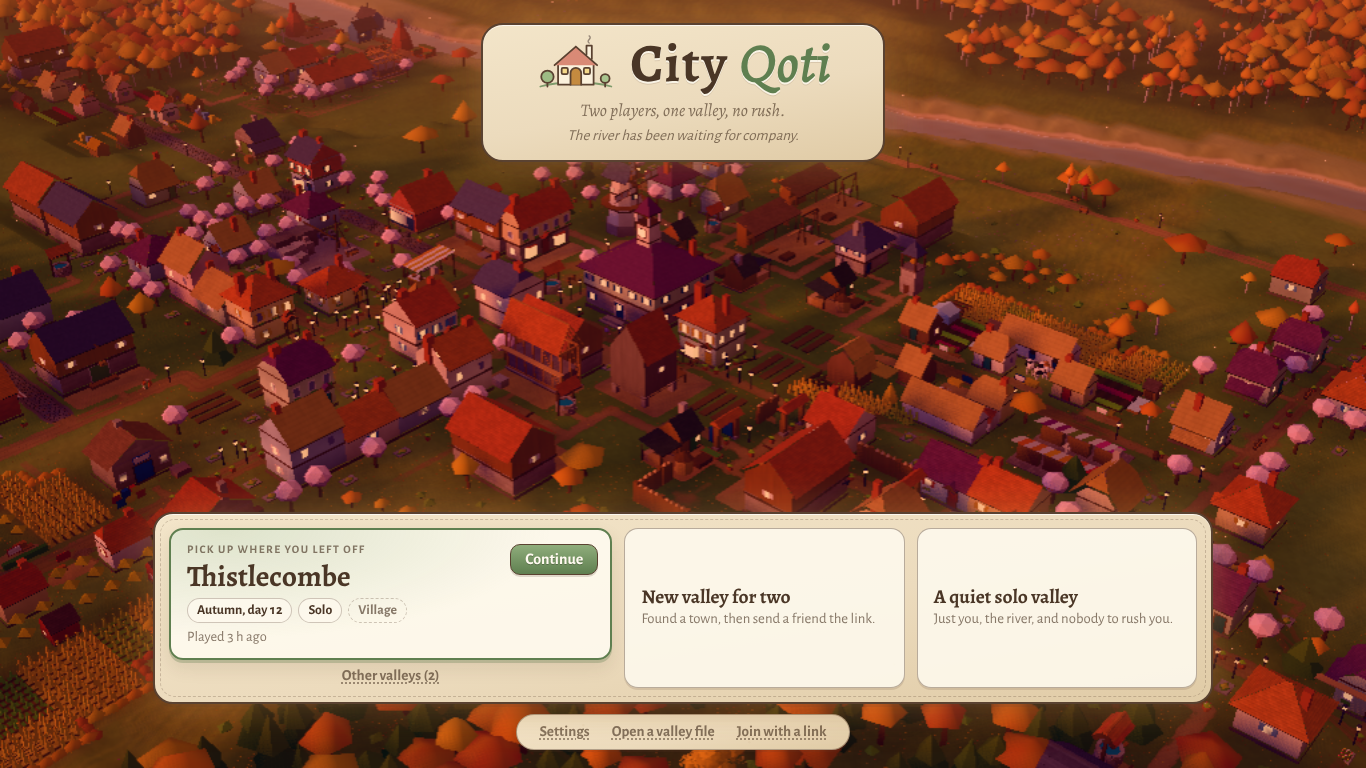 City Qoti
Two players, one valley, no rush.
The river has been waiting for company.
PICK UP WHERE YOU LEFT OFF
Continue
Thistlecombe
Autumn, day 12
Solo
Village
Played 3 h ago
Other valleys (2)
New valley for two
Found a town, then send a friend the link.
A quiet solo valley
Just you, the river, and nobody to rush you.
Settings
Open a valley file
Join with a link